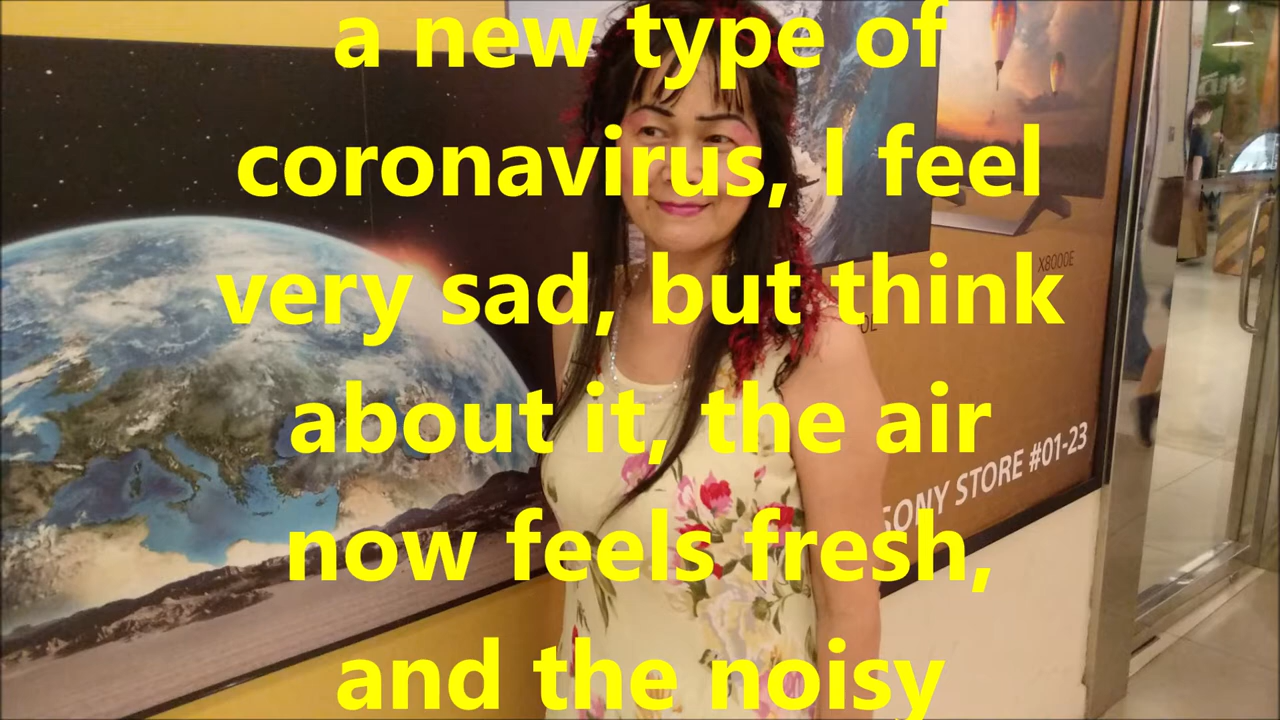 a new type of
coronavirus, I feel
very sad, but think
about it, the air
now feels fresh,
and the noisy
X8000E
SONY STORE #01-23